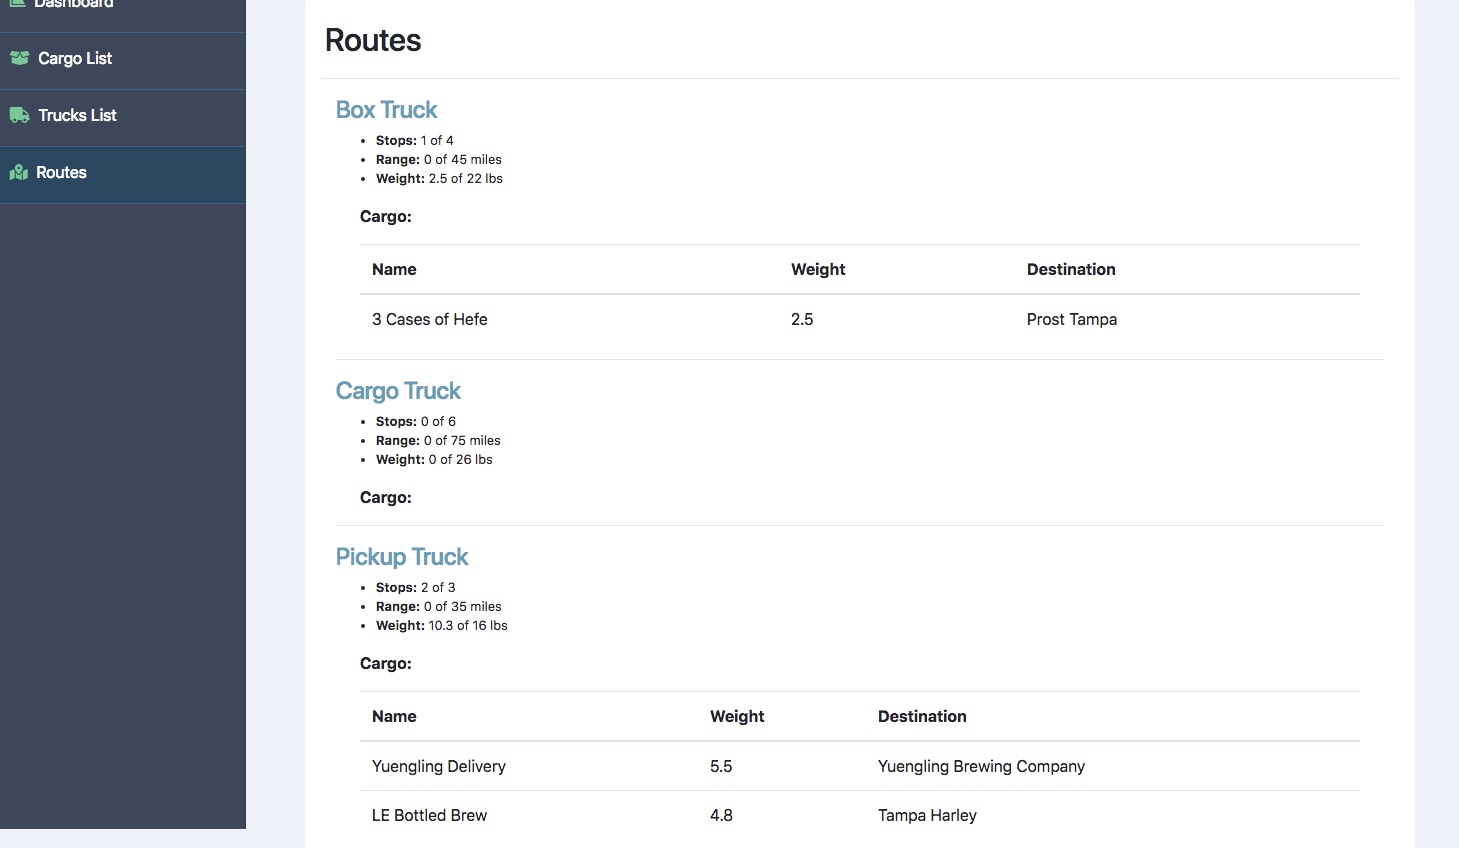 Dashboard
Cargo List
Trucks List
Routes
Routes
Box Truck
Stops: 1 of 4
Range: 0 of 45 miles
Weight: 2.5 of 22 lbs
Cargo:
Name Weight Destination
3 Cases of Hefe 2.5 Prost Tampa
Cargo Truck
Stops: 0 of 6
Range: 0 of 75 miles
Weight: 0 of 26 lbs
Cargo:
Pickup Truck
Stops: 2 of 3
Range: 0 of 35 miles
Weight: 10.3 of 16 lbs
Cargo:
Name Weight Destination
Yuengling Delivery 5.5 Yuengling Brewing Company
LE Bottled Brew 4.8 Tampa Harley